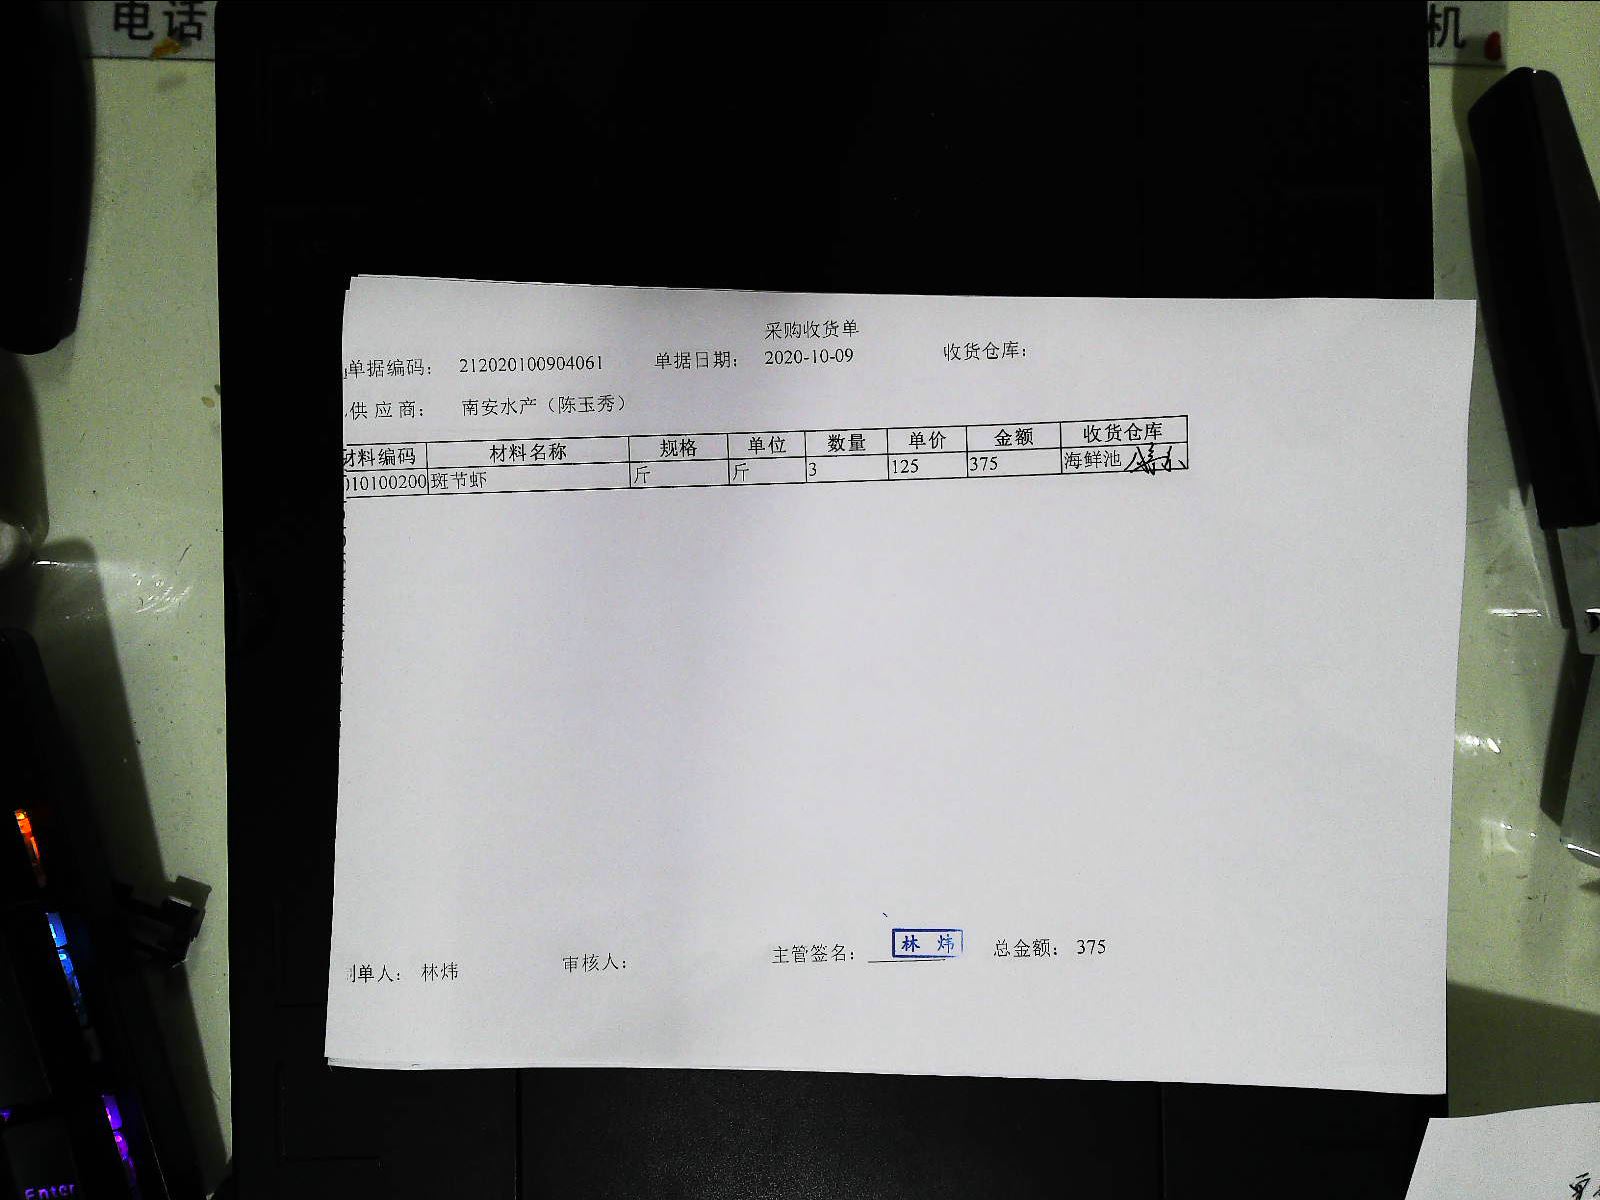 电话
机
采购收货单
单据编码： 212020100904061 单据日期： 2020-10-09 收货仓库：
供应商： 南安水产（陈玉秀）
材料编码 材料名称 规格 单位 数量 单价 金额 收货仓库
010100200 斑节虾 斤 斤 3 125 375 海鲜池
制单人： 林炜 审核人： 主管签名： 林炜 总金额： 375
Enter